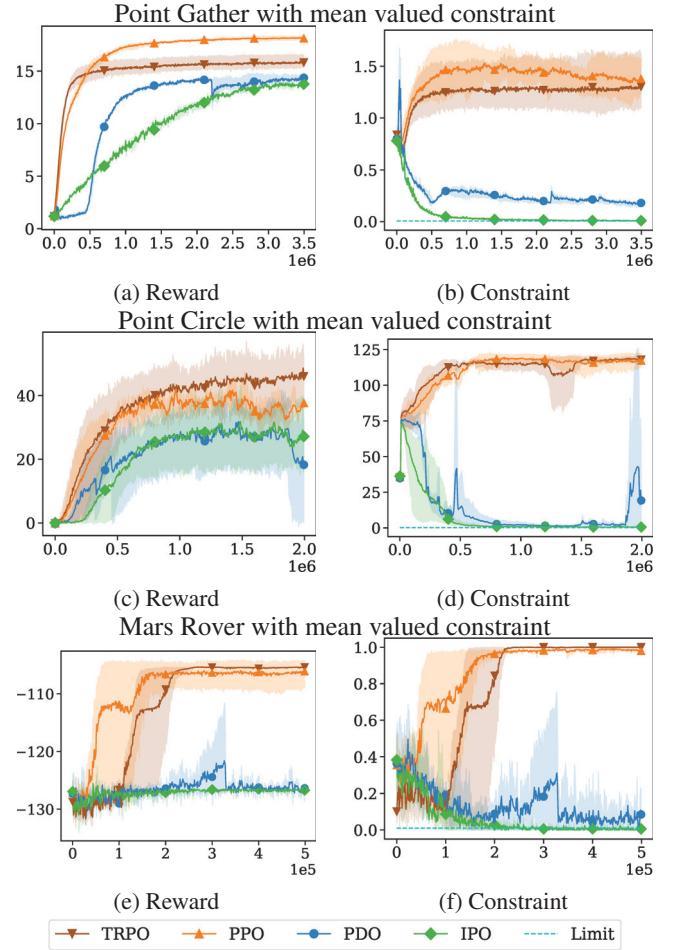 Point Gather with mean valued constraint
15
10
5
0
0.0 0.5 1.0 1.5 2.0 2.5 3.0 3.5
1e6
1.5
1.0
0.5
0.0
0.0 0.5 1.0 1.5 2.0 2.5 3.0 3.5
1e6
(a) Reward
(b) Constraint
Point Circle with mean valued constraint
40
20
0
0.0 0.5 1.0 1.5 2.0
1e6
125
100
75
50
25
0
0.0 0.5 1.0 1.5 2.0
1e6
(c) Reward
(d) Constraint
Mars Rover with mean valued constraint
−110
−120
−130
0 1 2 3 4 5
1e5
1.0
0.8
0.6
0.4
0.2
0.0
0 1 2 3 4 5
1e5
(e) Reward
(f) Constraint
TRPO PPO PDO IPO Limit